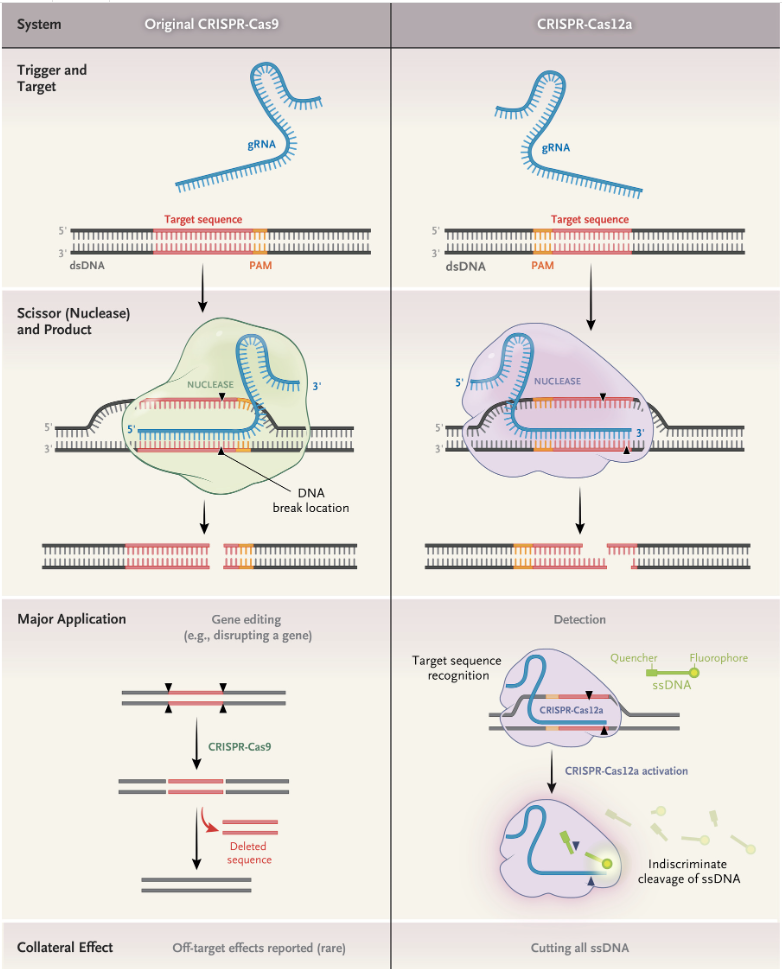 System
Original CRISPR-Cas9
CRISPR-Cas12a
Trigger and
Target
gRNA
Target sequence
5'
3'
dsDNA
PAM
gRNA
Target sequence
5'
3'
dsDNA
PAM
Scissor (Nuclease)
and Product
NUCLEASE
3'
5'
5'
3'
DNA
break location
5'
NUCLEASE
5'
3'
3'
Major Application
Gene editing
(e.g., disrupting a gene)
CRISPR-Cas9
Deleted
sequence
Detection
Target sequence
recognition
Quencher
Fluorophore
ssDNA
CRISPR-Cas12a
CRISPR-Cas12a activation
Indiscriminate
cleavage of ssDNA
Collateral Effect
Off-target effects reported (rare)
Cutting all ssDNA